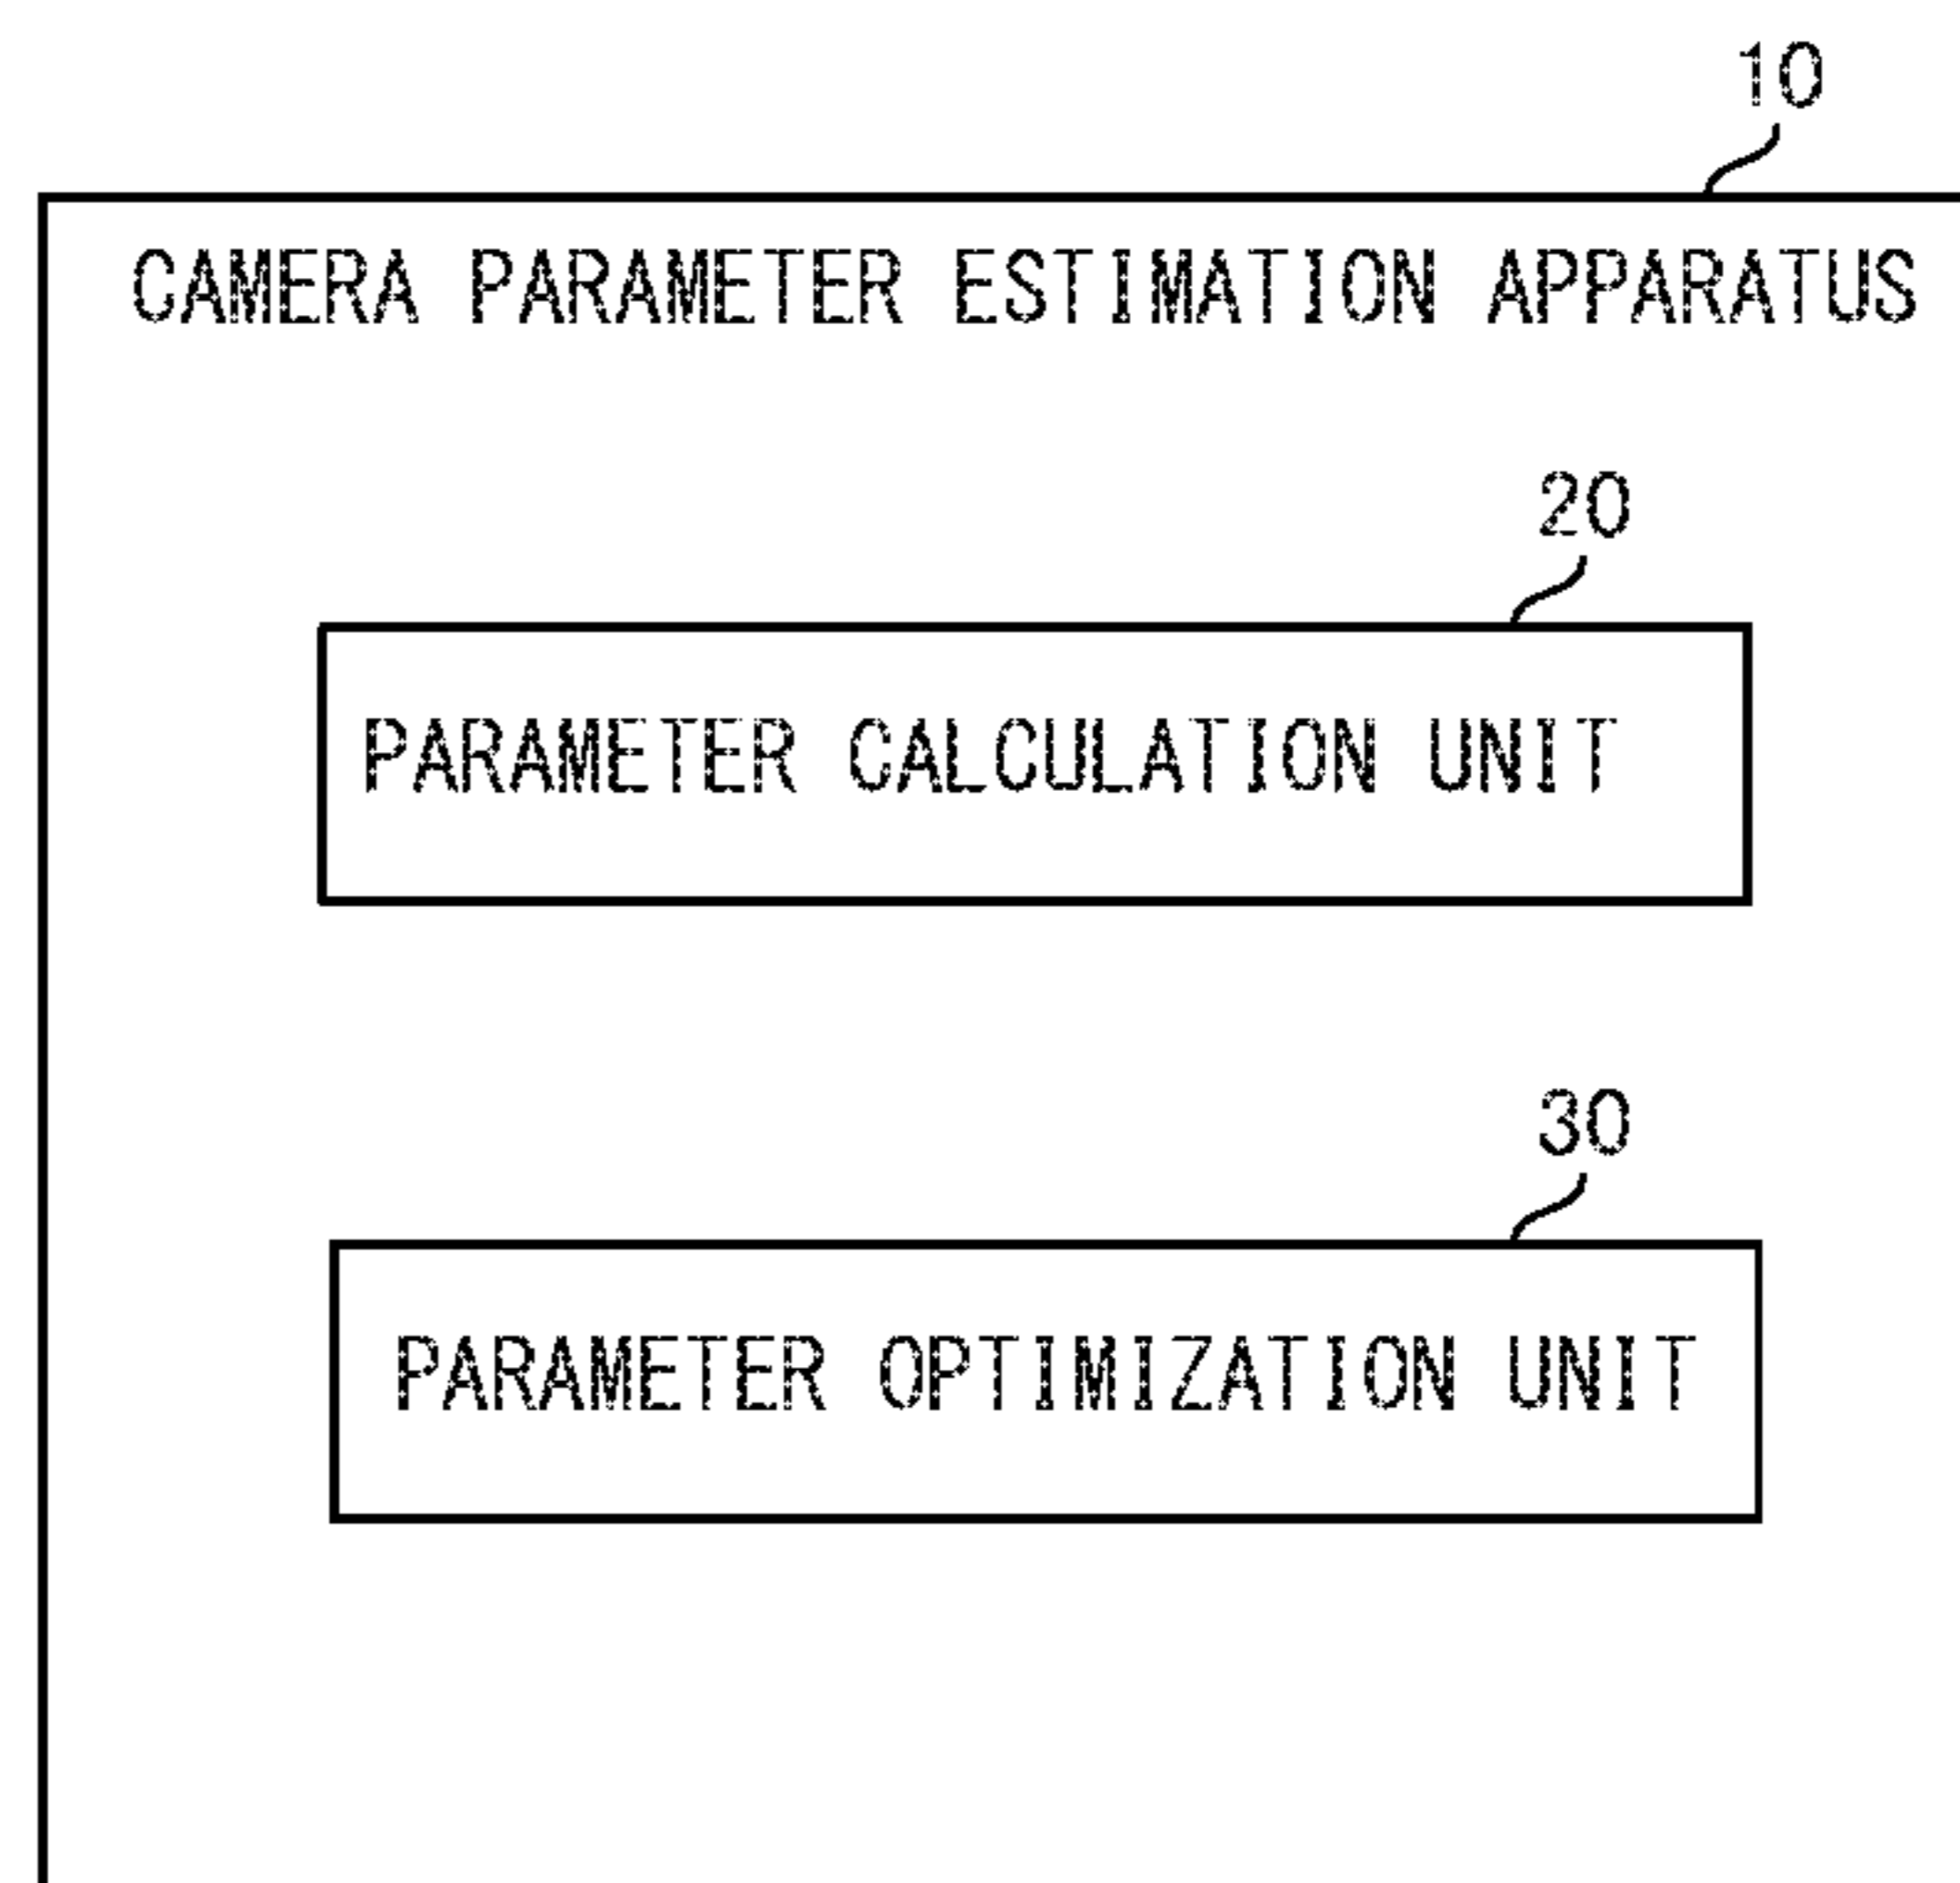 10
CAMERA PARAMETER ESTIMATION APPARATUS
20
PARAMETER CALCULATION UNIT
30
PARAMETER OPTIMIZATION UNIT